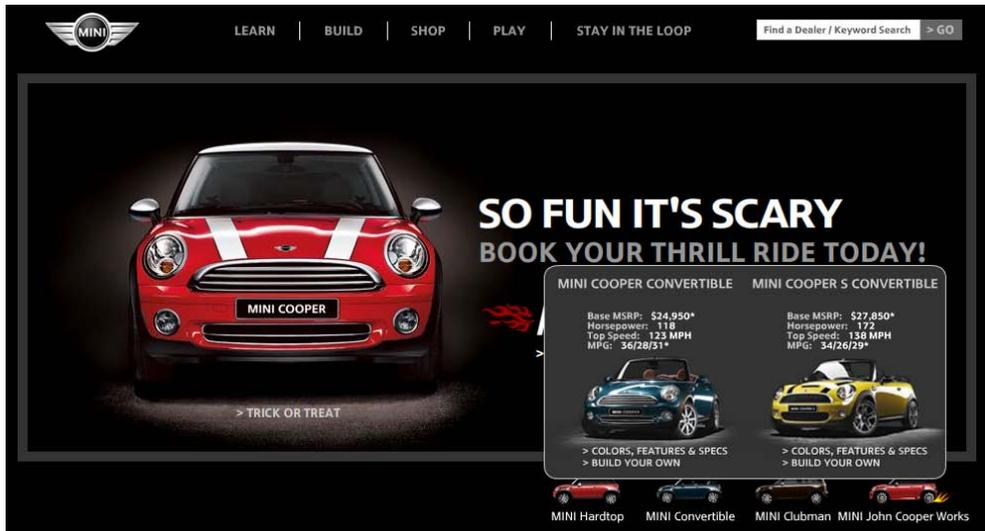 MINI
LEARN
BUILD
SHOP
PLAY
STAY IN THE LOOP
Find a Dealer / Keyword Search
> GO
SO FUN IT'S SCARY
BOOK YOUR THRILL RIDE TODAY!
MINI COOPER
> TRICK OR TREAT
MINI COOPER CONVERTIBLE
Base MSRP: $24,950*
Horsepower: 118
Top Speed: 123 MPH
MPG: 36/28/31*
> COLORS, FEATURES & SPECS
> BUILD YOUR OWN
MINI COOPER S CONVERTIBLE
Base MSRP: $27,850*
Horsepower: 172
Top Speed: 138 MPH
MPG: 34/26/29*
> COLORS, FEATURES & SPECS
> BUILD YOUR OWN
MINI Hardtop
MINI Convertible
MINI Clubman
MINI John Cooper Works